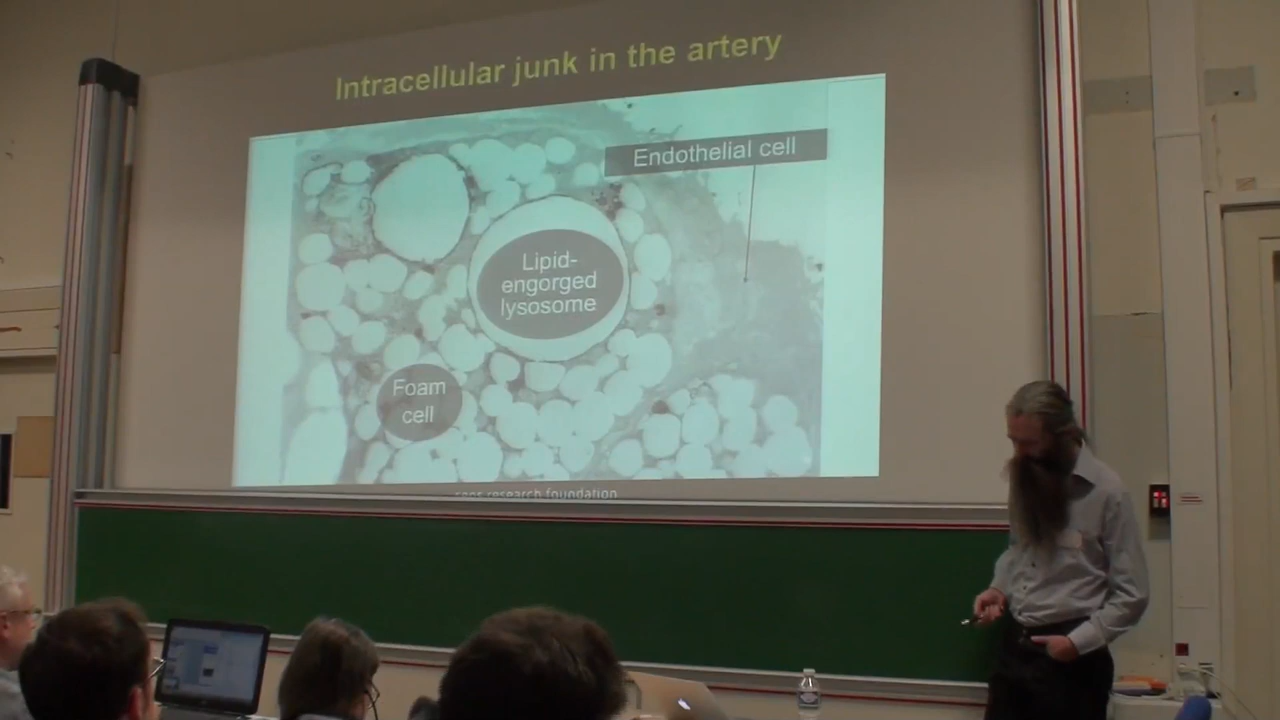 Intracellular junk in the artery
Endothelial cell
Lipid-
engorged
lysosome
Foam
cell
sens research foundation